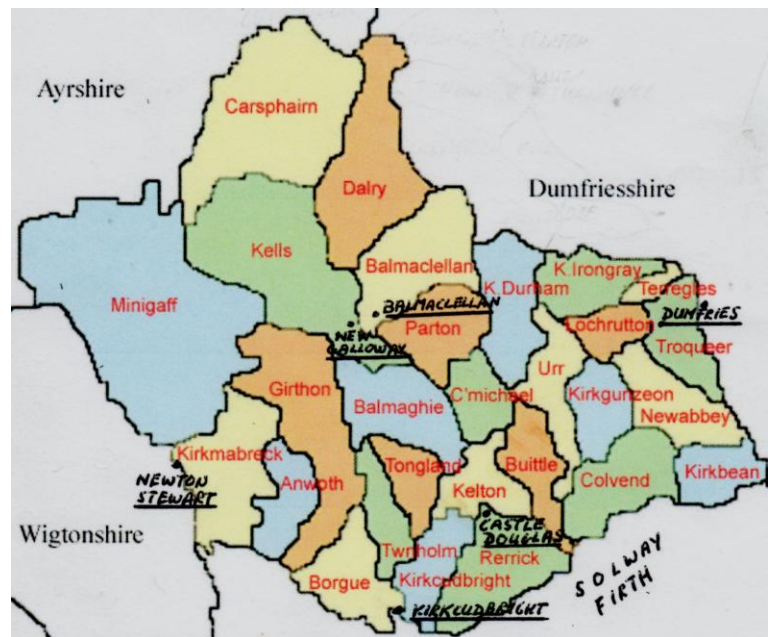 Ayrshire
Carsphairn
Dalry
Dumfriesshire
Kells
Balmaclellan
K.Durham
K.Irongray
Terregles
Minigaff
BALMACLELLAN
DUMFRIES
NEW
GALLOWAY
Parton
Lochrutton
Troqueer
Girthon
Urr
C'michael
Balmaghie
Kirkgunzeon
Newabbey
Kirkmabreck
NEWTON
STEWART
Anwoth
Tongland
Buittle
Kelton
Colvend
Kirkbean
Wigtonshire
CASTLE
DOUGLAS
Twnholm
Rerrick
Borgue
Kirkcudbright
KIRKCUDBRIGHT
SOLWAY
FIRTH